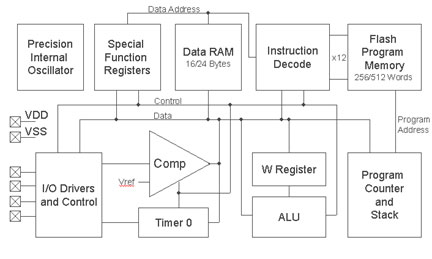 Data Address
Precision
Internal
Oscillator
Special
Function
Registers
Data RAM
16/24 Bytes
Instruction
Decode
x12
Flash
Program
Memory
256/512 Words
Control
VDD
VSS
Data
Program
Address
I/O Drivers
and Control
Comp
Vref
Timer 0
W Register
ALU
Program
Counter
and
Stack